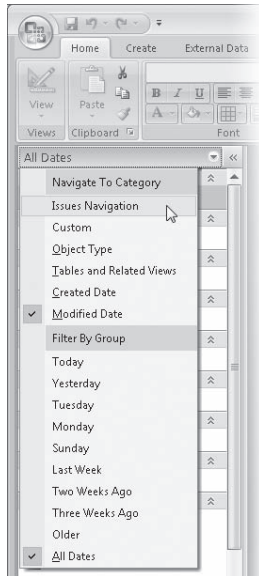 Home Create External Data
View Paste
B I U
A
Views Clipboard Font
All Dates
Navigate To Category
Issues Navigation
Custom
Object Type
Tables and Related Views
Created Date
Modified Date
Filter By Group
Today
Yesterday
Tuesday
Monday
Sunday
Last Week
Two Weeks Ago
Three Weeks Ago
Older
All Dates